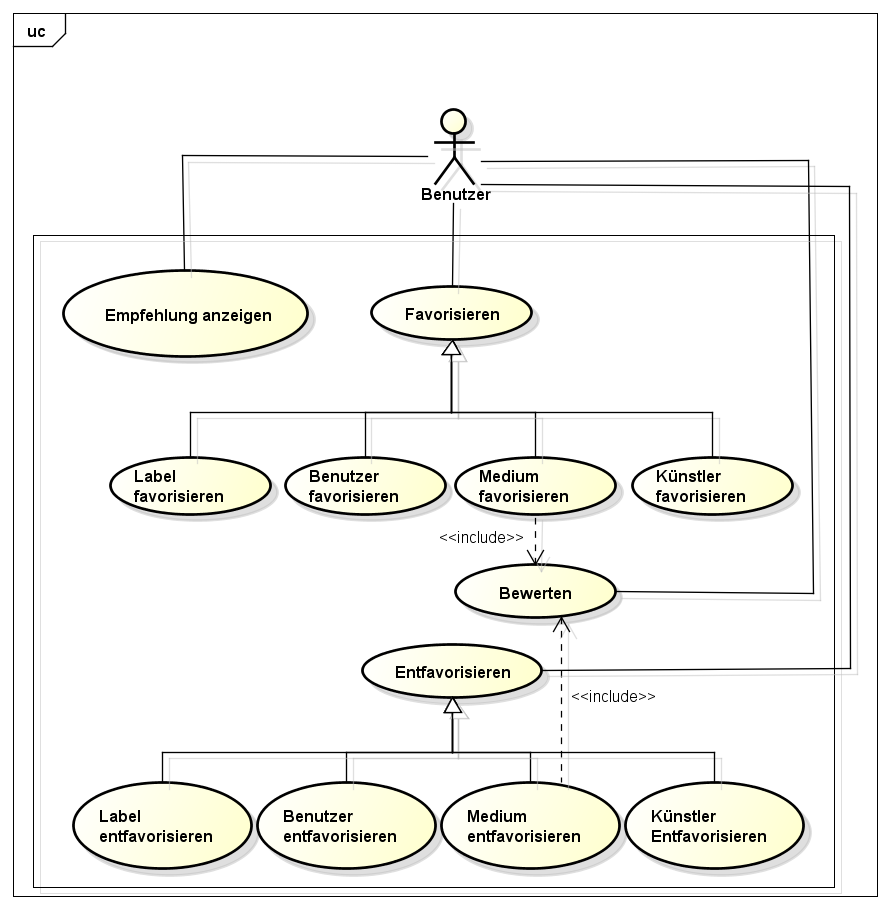 uc
Benutzer
Empfehlung anzeigen
Favorisieren
Label
favorisieren
Benutzer
favorisieren
Medium
favorisieren
Künstler
favorisieren
<<include>>
Bewerten
Entfavorisieren
<<include>>
Label
entfavorisieren
Benutzer
entfavorisieren
Medium
entfavorisieren
Künstler
Entfavorisieren